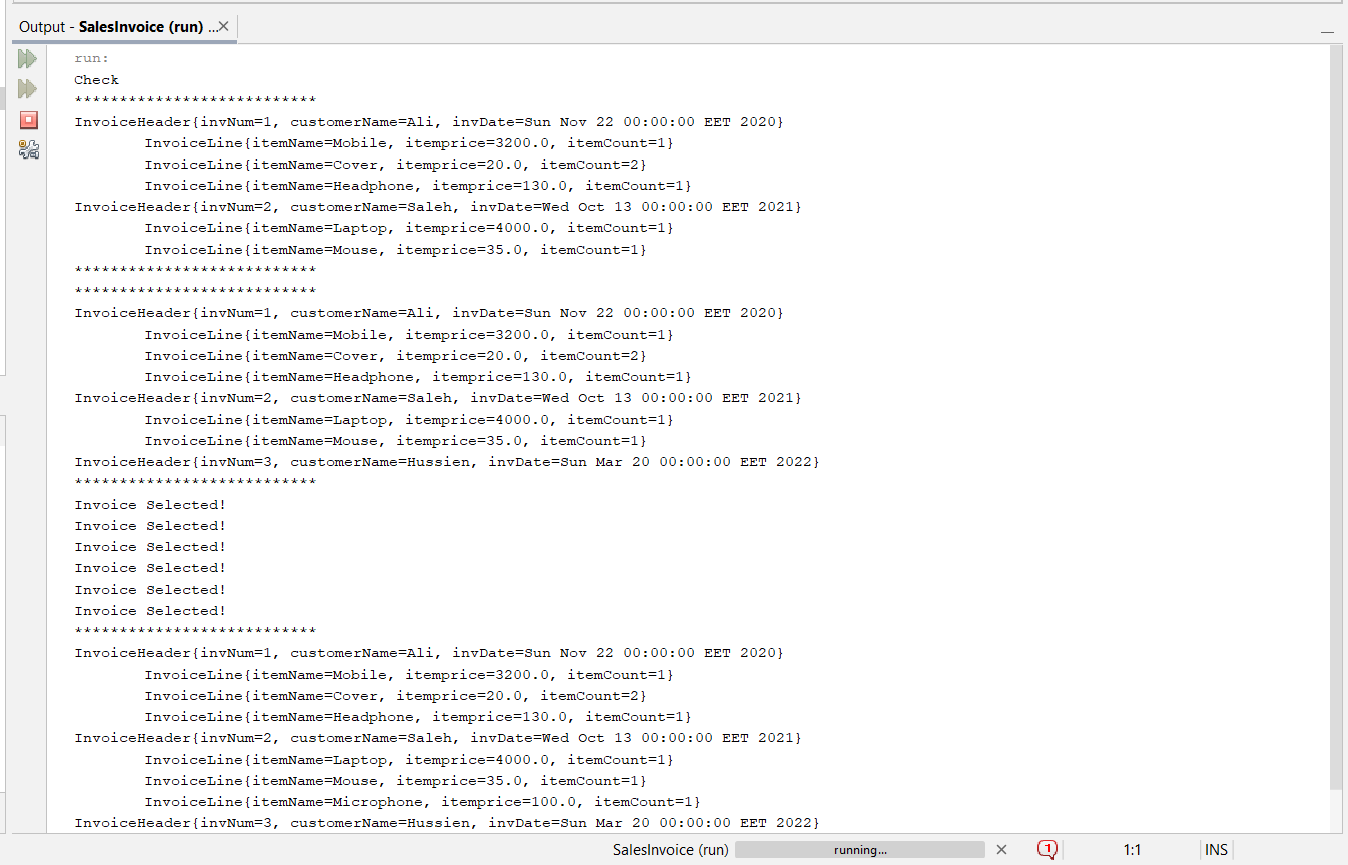 Output - SalesInvoice (run) ...
run:
Check
***************************
InvoiceHeader{invNum=1, customerName=Ali, invDate=Sun Nov 22 00:00:00 EET 2020}
InvoiceLine{itemName=Mobile, itemprice=3200.0, itemCount=1}
InvoiceLine{itemName=Cover, itemprice=20.0, itemCount=2}
InvoiceLine{itemName=Headphone, itemprice=130.0, itemCount=1}
InvoiceHeader{invNum=2, customerName=Saleh, invDate=Wed Oct 13 00:00:00 EET 2021}
InvoiceLine{itemName=Laptop, itemprice=4000.0, itemCount=1}
InvoiceLine{itemName=Mouse, itemprice=35.0, itemCount=1}
***************************
***************************
InvoiceHeader{invNum=1, customerName=Ali, invDate=Sun Nov 22 00:00:00 EET 2020}
InvoiceLine{itemName=Mobile, itemprice=3200.0, itemCount=1}
InvoiceLine{itemName=Cover, itemprice=20.0, itemCount=2}
InvoiceLine{itemName=Headphone, itemprice=130.0, itemCount=1}
InvoiceHeader{invNum=2, customerName=Saleh, invDate=Wed Oct 13 00:00:00 EET 2021}
InvoiceLine{itemName=Laptop, itemprice=4000.0, itemCount=1}
InvoiceLine{itemName=Mouse, itemprice=35.0, itemCount=1}
InvoiceHeader{invNum=3, customerName=Hussien, invDate=Sun Mar 20 00:00:00 EET 2022}
***************************
Invoice Selected!
Invoice Selected!
Invoice Selected!
Invoice Selected!
Invoice Selected!
Invoice Selected!
***************************
InvoiceHeader{invNum=1, customerName=Ali, invDate=Sun Nov 22 00:00:00 EET 2020}
InvoiceLine{itemName=Mobile, itemprice=3200.0, itemCount=1}
InvoiceLine{itemName=Cover, itemprice=20.0, itemCount=2}
InvoiceLine{itemName=Headphone, itemprice=130.0, itemCount=1}
InvoiceHeader{invNum=2, customerName=Saleh, invDate=Wed Oct 13 00:00:00 EET 2021}
InvoiceLine{itemName=Laptop, itemprice=4000.0, itemCount=1}
InvoiceLine{itemName=Mouse, itemprice=35.0, itemCount=1}
InvoiceLine{itemName=Microphone, itemprice=100.0, itemCount=1}
InvoiceHeader{invNum=3, customerName=Hussien, invDate=Sun Mar 20 00:00:00 EET 2022}
SalesInvoice (run) running... 1 1:1 INS